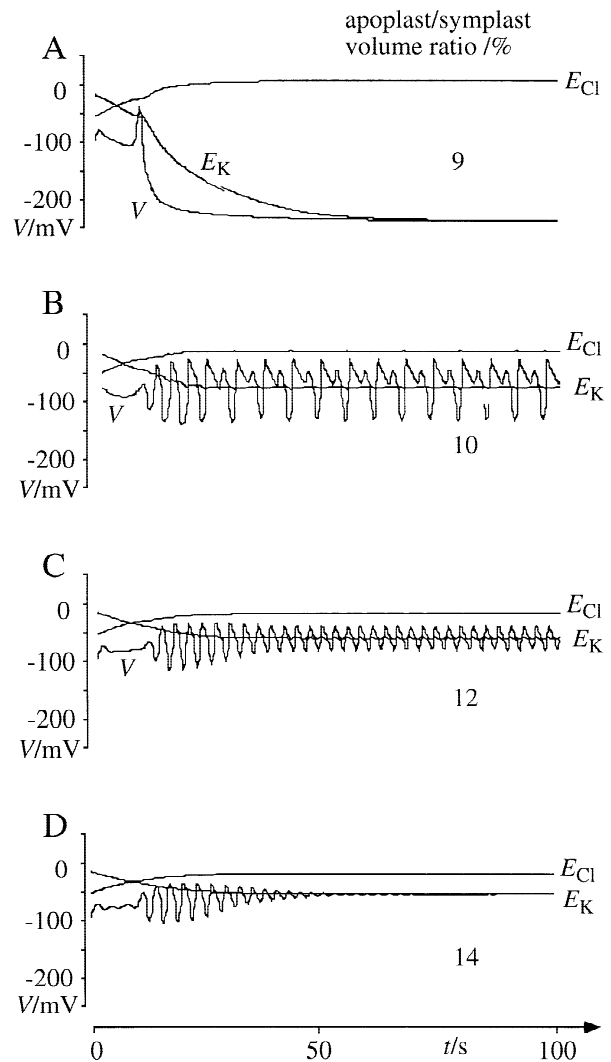 apoplast/symplast
volume ratio /%
A
0
-100
-200
V/mV
E_Cl
E_K
V
9
B
0
-100
-200
V/mV
E_Cl
E_K
V
10
C
0
-100
-200
V/mV
E_Cl
E_K
V
12
D
0
-100
-200
V/mV
E_Cl
E_K
14
0 50 t/s 100